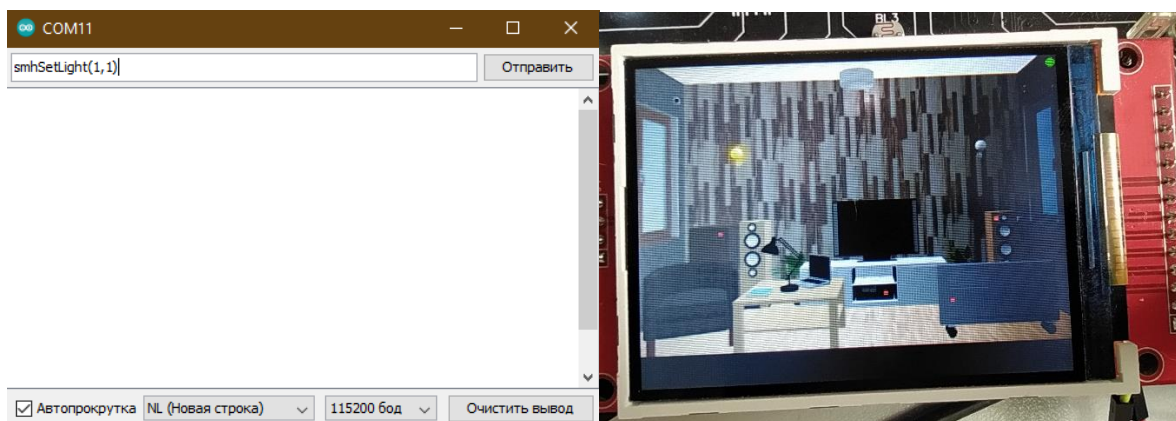 COM11
smhSetLight(1,1)
Отправить
Автопрокрутка
NL (Новая строка)
115200 бод
Очистить вывод
BL3